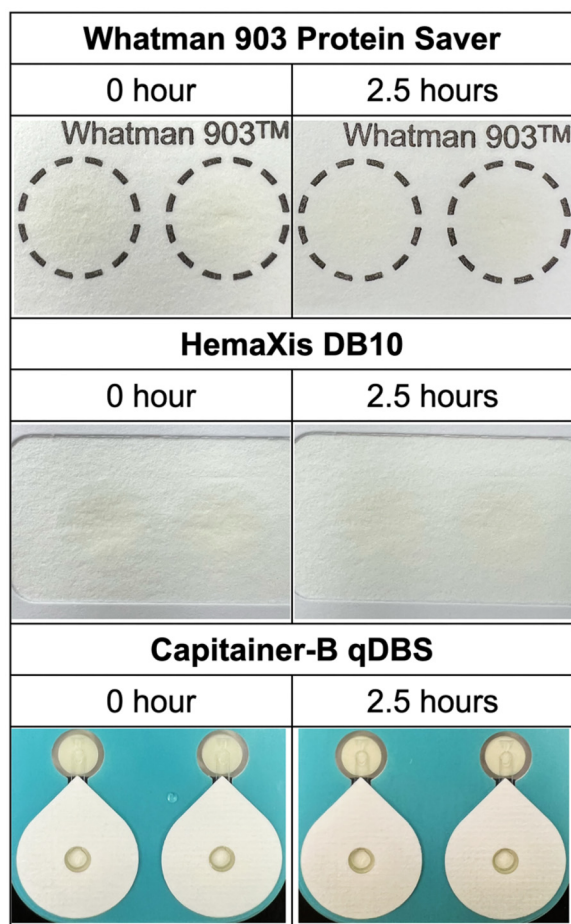 Whatman 903 Protein Saver
0 hour 2.5 hours
Whatman 903™ Whatman 903™
HemaXis DB10
0 hour 2.5 hours
Capitainer-B qDBS
0 hour 2.5 hours